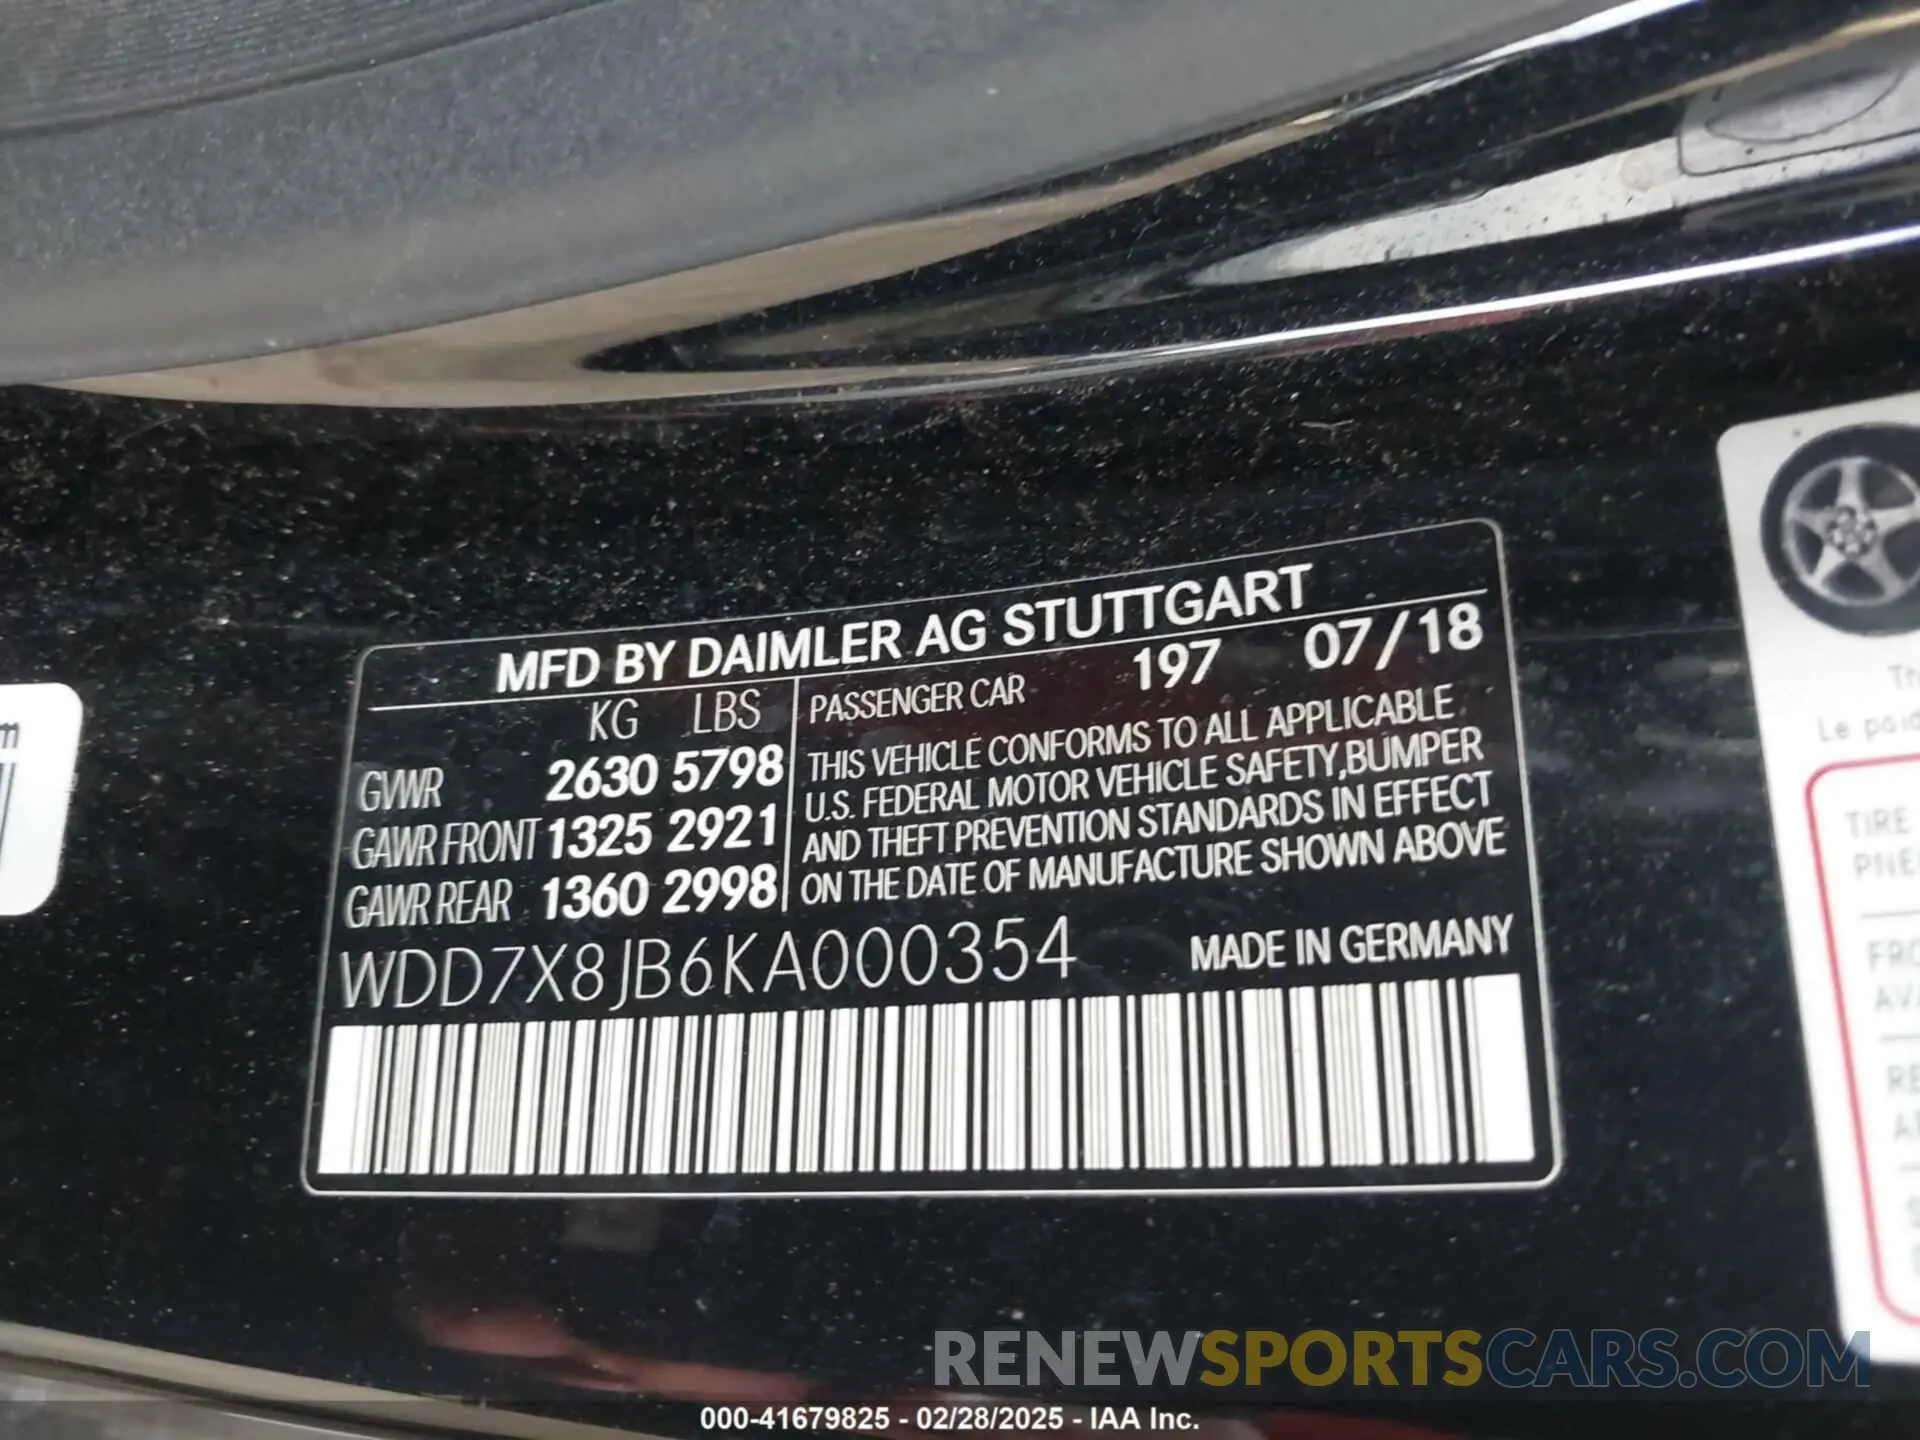 MFD BY DAIMLER AG STUTTGART
KG LBS
GVWR 2630 5798
GAWR FRONT 1325 2921
GAWR REAR 1360 2998
PASSENGER CAR 197 07/18
THIS VEHICLE CONFORMS TO ALL APPLICABLE
U.S. FEDERAL MOTOR VEHICLE SAFETY,BUMPER
AND THEFT PREVENTION STANDARDS IN EFFECT
ON THE DATE OF MANUFACTURE SHOWN ABOVE
WDD7X8JB6KA000354 MADE IN GERMANY
Le
TIRE
RENEWSPORTSCARS.COM
000-41679825 - 02/28/2025 - IAA Inc.